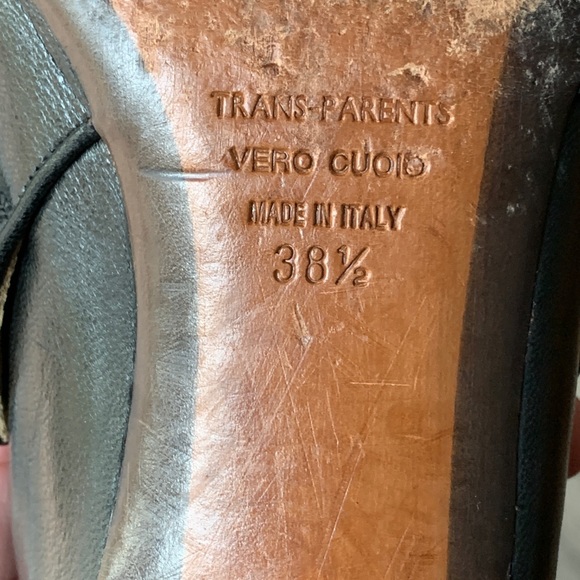 TRANS-PARENTS
VERO CUOIO
MADE IN ITALY
38½